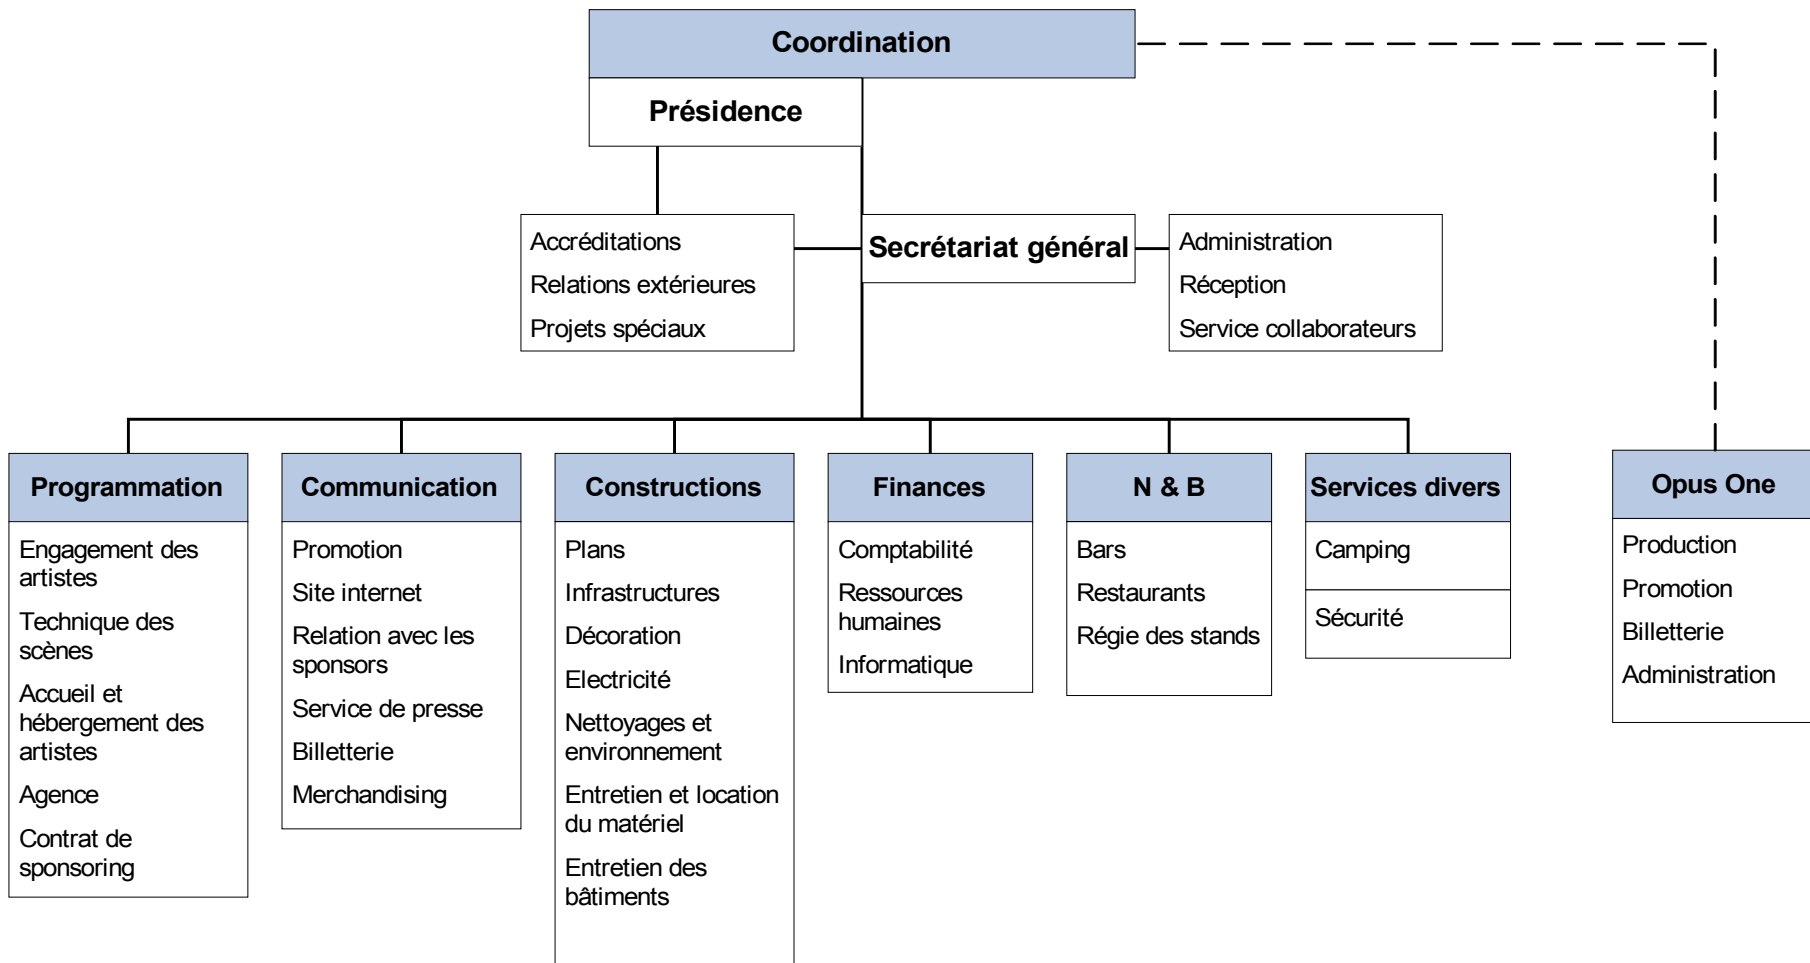 Coordination
Présidence
Accréditations
Relations extérieures
Projets spéciaux
Secrétariat général
Administration
Réception
Service collaborateurs
Programmation
Engagement des
artistes
Technique des
scènes
Accueil et
hébergement des
artistes
Agence
Contrat de
sponsoring
Communication
Promotion
Site internet
Relation avec les
sponsors
Service de presse
Billetterie
Merchandising
Constructions
Plans
Infrastructures
Décoration
Electricité
Nettoyages et
environnement
Entretien et location
du matériel
Entretien des
bâtiments
Finances
Comptabilité
Ressources
humaines
Informatique
N & B
Bars
Restaurants
Régie des stands
Services divers
Camping
Sécurité
Opus One
Production
Promotion
Billetterie
Administration